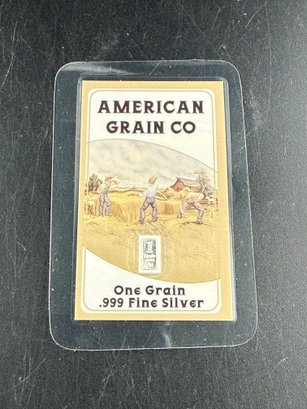 AMERICAN
GRAIN CO
One Grain
.999 Fine Silver